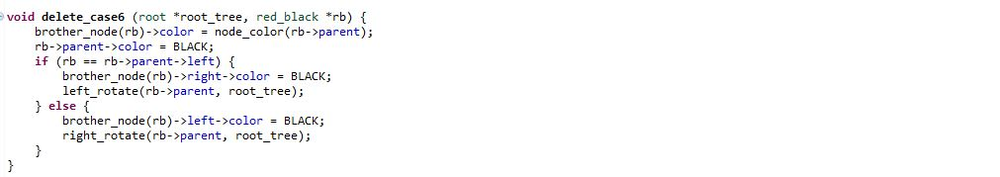 void delete_case6 (root *root_tree, red_black *rb) {
    brother_node(rb)->color = node_color(rb->parent);
    rb->parent->color = BLACK;
    if (rb == rb->parent->left) {
        brother_node(rb)->right->color = BLACK;
        left_rotate(rb->parent, root_tree);
    } else {
        brother_node(rb)->left->color = BLACK;
        right_rotate(rb->parent, root_tree);
    }
}